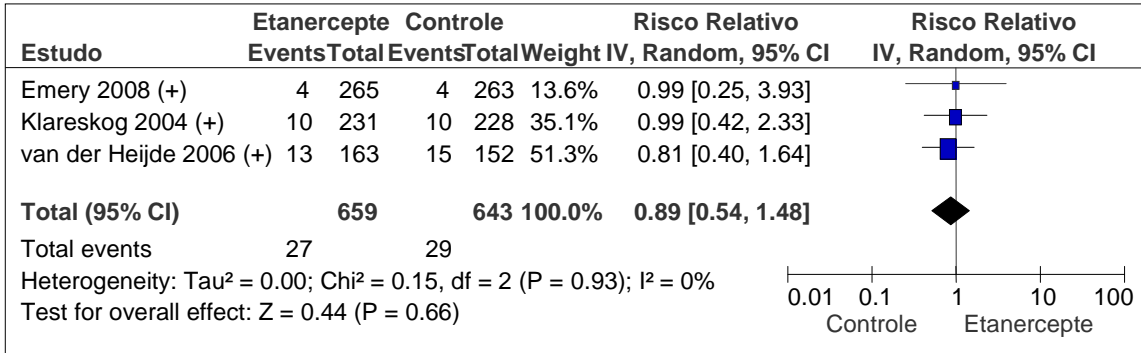 Etanercepte Controle Risco Relativo Risco Relativo
Estudo Events Total Events Total Weight IV, Random, 95% CI IV, Random, 95% CI
Emery 2008 (+) 4 265 4 263 13.6% 0.99 [0.25, 3.93]
Klareskog 2004 (+) 10 231 10 228 35.1% 0.99 [0.42, 2.33]
van der Heijde 2006 (+) 13 163 15 152 51.3% 0.81 [0.40, 1.64]
Total (95% CI) 659 643 100.0% 0.89 [0.54, 1.48]
Total events 27 29
Heterogeneity: Tau² = 0.00; Chi² = 0.15, df = 2 (P = 0.93); I² = 0%
Test for overall effect: Z = 0.44 (P = 0.66)
0.01 0.1 1 10 100
Controle Etanercepte